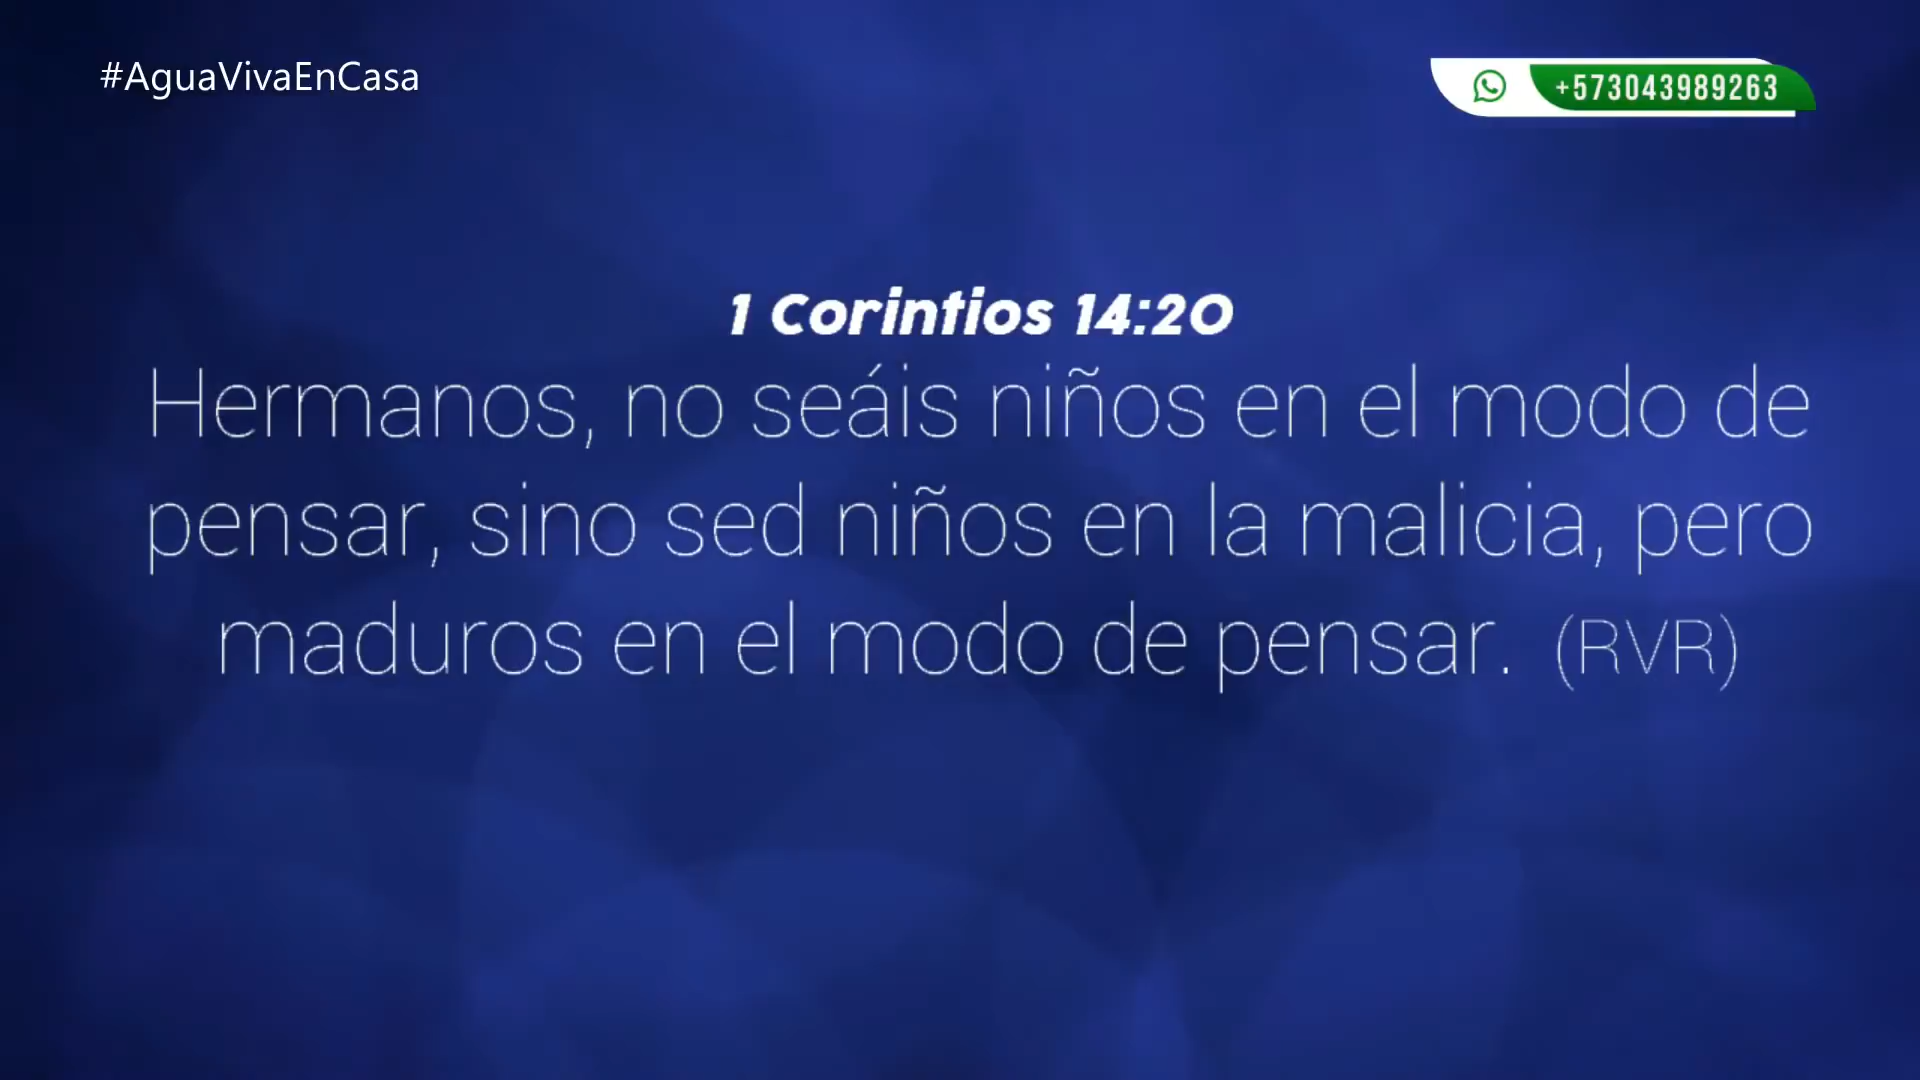 #AguaVivaEnCasa
+573043989263
1 Corintios 14:20
Hermanos, no seáis niños en el modo de
pensar, sino sed niños en la malicia, pero
maduros en el modo de pensar. (RVR)